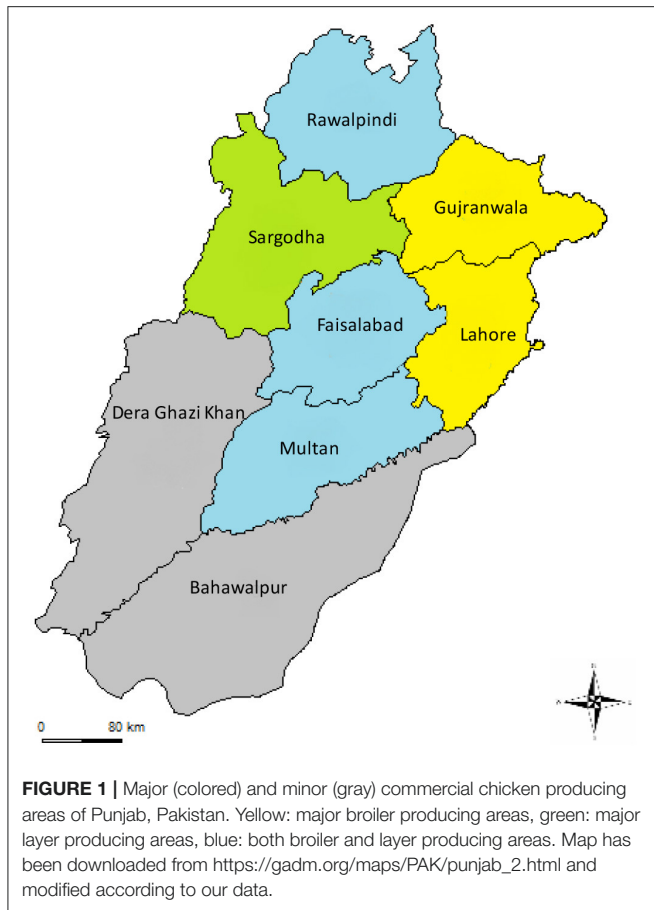 Rawalpindi
Gujranwala
Sargodha
Faisalabad
Lahore
Dera Ghazi Khan
Multan
Bahawalpur
0 80 km
FIGURE 1 | Major (colored) and minor (gray) commercial chicken producing
areas of Punjab, Pakistan. Yellow: major broiler producing areas, green: major
layer producing areas, blue: both broiler and layer producing areas. Map has
been downloaded from https://gadm.org/maps/PAK/punjab_2.html and
modified according to our data.